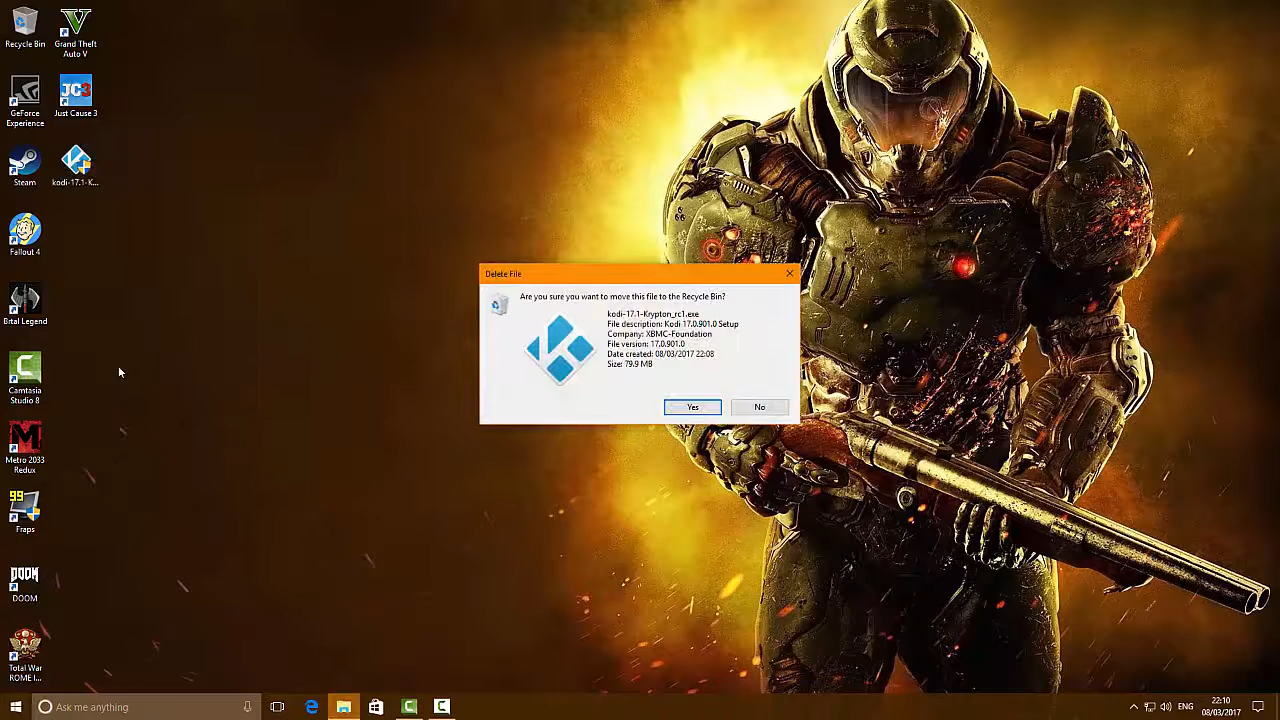 Recycle Bin
Grand Theft
Auto V
GeForce
Experience
JC3
Just Cause 3
Steam
kodi-17.1-K...
Fallout 4
Brtal Legend
Camtasia
Studio 8
Metro 2033
Redux
99
Fraps
DOOM
DOOM
Total War
ROME I...
Delete File
Are you sure you want to move this file to the Recycle Bin?
kodi-17.1-Krypton_rc1.exe
File description: Kodi 17.0.901.0 Setup
Company: XBMC-Foundation
File version: 17.0.901.0
Date created: 08/03/2017 22:08
Size: 79.9 MB
Yes
No
Ask me anything
ENG
22:10
08/03/2017